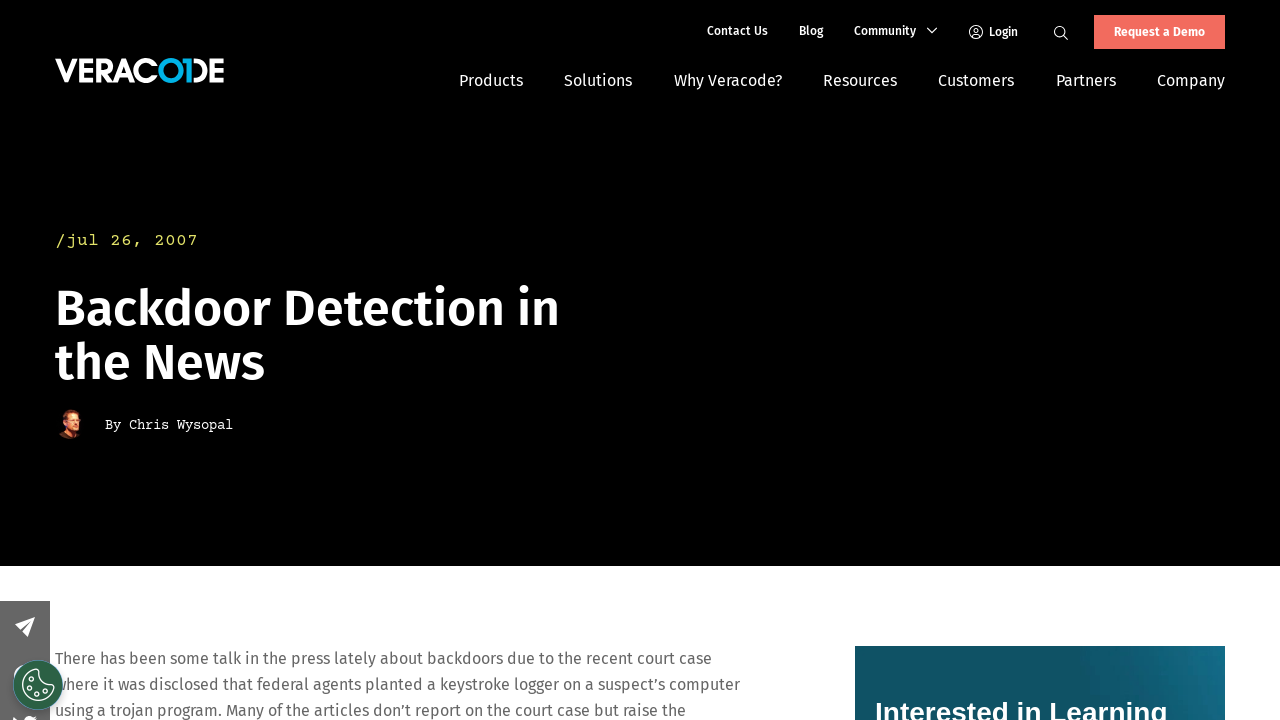 Contact Us Blog Community Login Request a Demo
VERACODE
Products Solutions Why Veracode? Resources Customers Partners Company
/jul 26, 2007
Backdoor Detection in
the News
By Chris Wysopal
There has been some talk in the press lately about backdoors due to the recent court case
where it was disclosed that federal agents planted a keystroke logger on a suspect's computer
using a trojan program. Many of the articles don't report on the court case but raise the
Interested in Learning